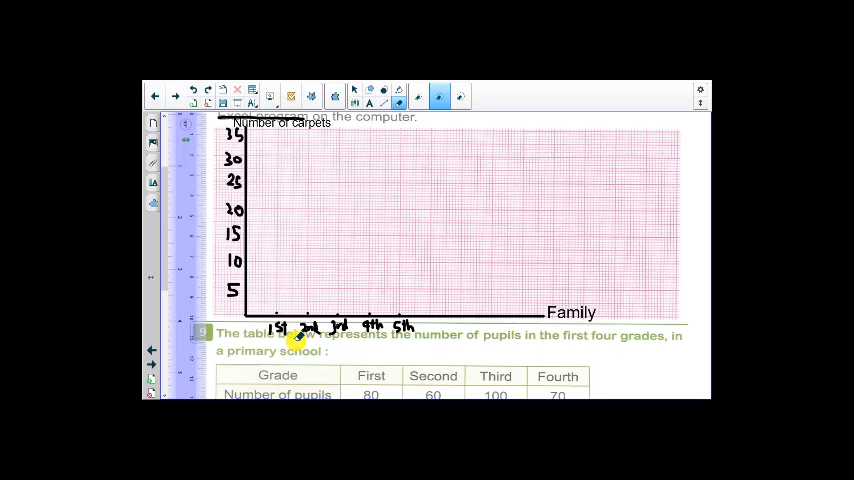 Excel program on the computer.
Number of carpets
35
30
25
20
15
10
5
Family
1st 2nd 3rd 4th 5th
9 The table below represents the number of pupils in the first four grades, in
a primary school :
Grade First Second Third Fourth
Number of pupils 80 60 100 70